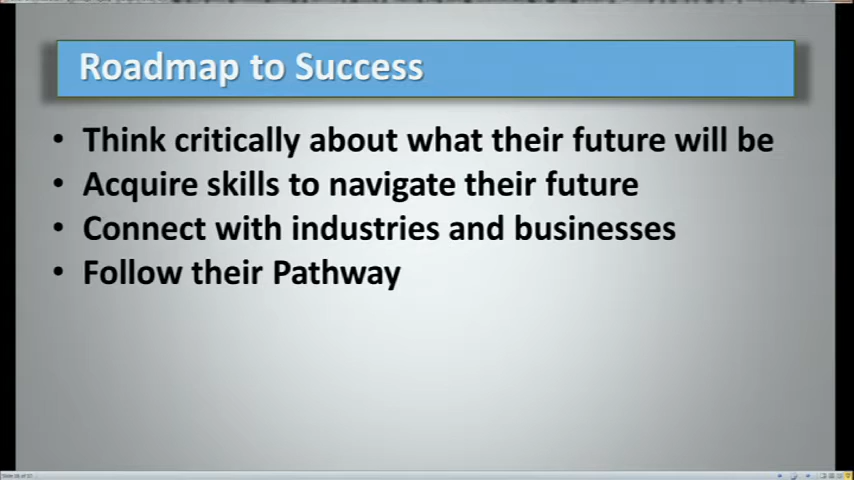 Roadmap to Success
• Think critically about what their future will be
• Acquire skills to navigate their future
• Connect with industries and businesses
• Follow their Pathway